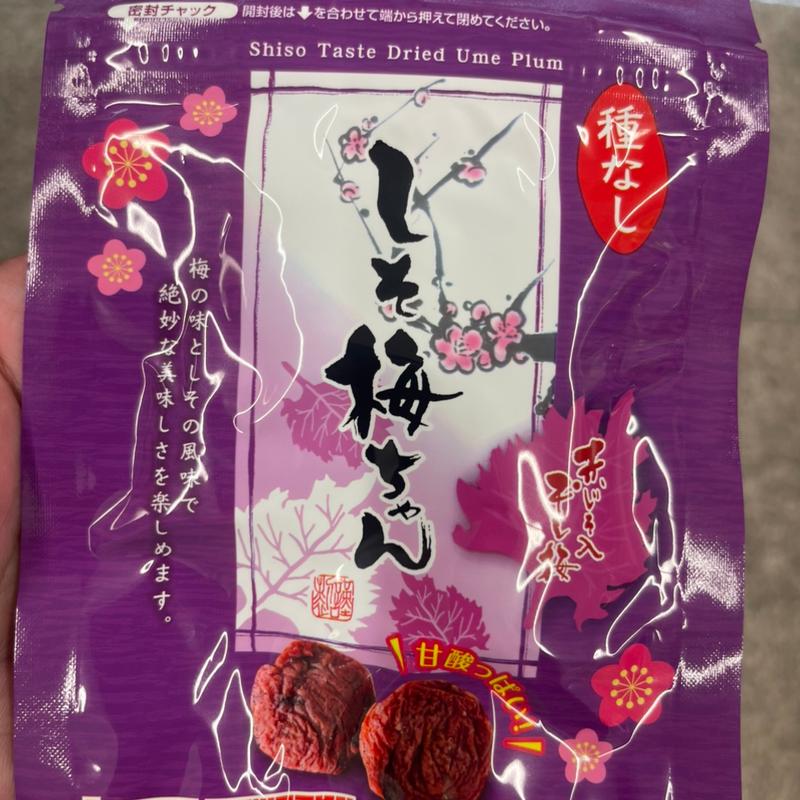 密封チャック 開封後は⬇を合わせて端から押えて閉めてください。
Shiso Taste Dried Ume Plum
種なし
しそ梅ちゃん
梅の味としその風味で
絶妙な美味しさを楽しめます。
赤しそ入
干し梅
甘酸っぱい!